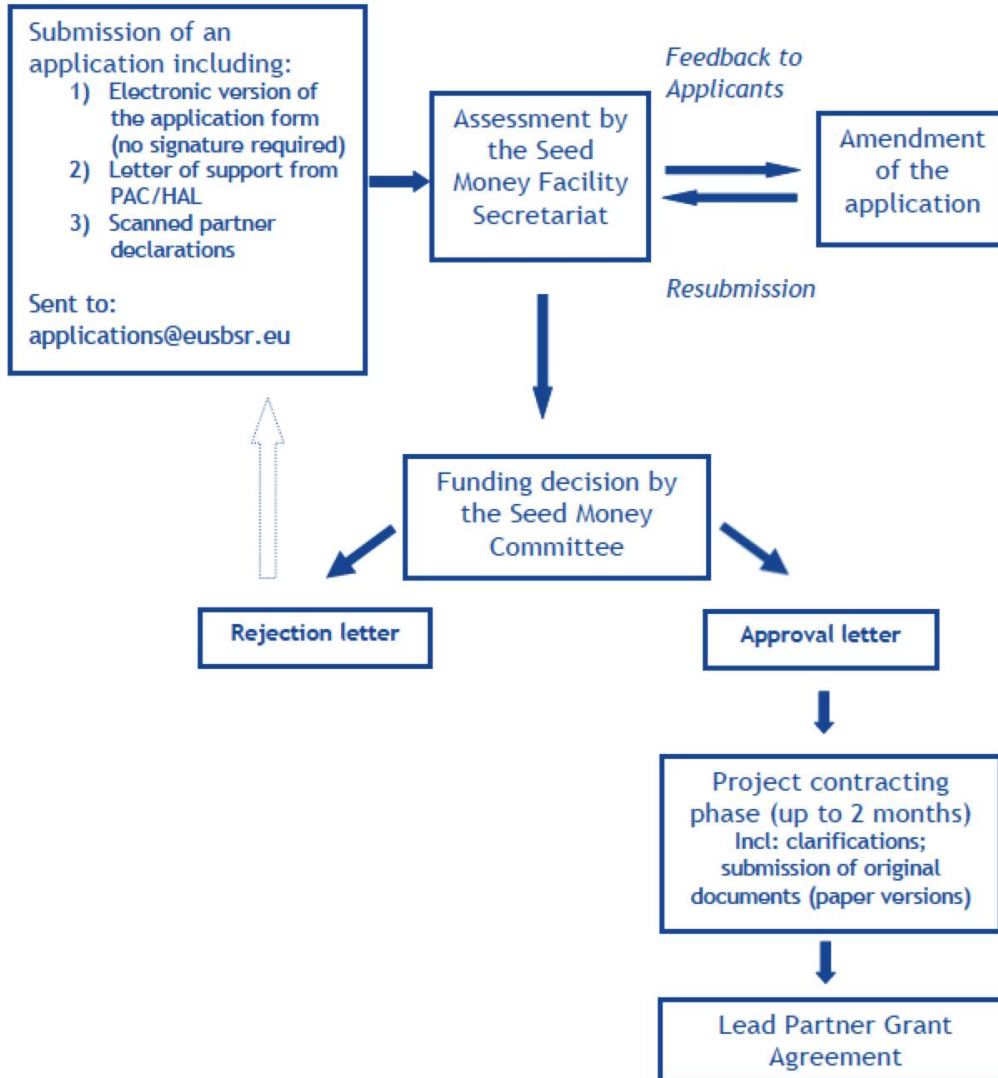 Submission of an
application including:
1) Electronic version of
the application form
(no signature required)
2) Letter of support from
PAC/HAL
3) Scanned partner
declarations
Sent to:
applications@eusbsr.eu
Assessment by
the Seed
Money Facility
Secretariat
Feedback to
Applicants
Amendment
of the
application
Resubmission
Funding decision by
the Seed Money
Committee
Rejection letter
Approval letter
Project contracting
phase (up to 2 months)
Incl: clarifications;
submission of original
documents (paper versions)
Lead Partner Grant
Agreement